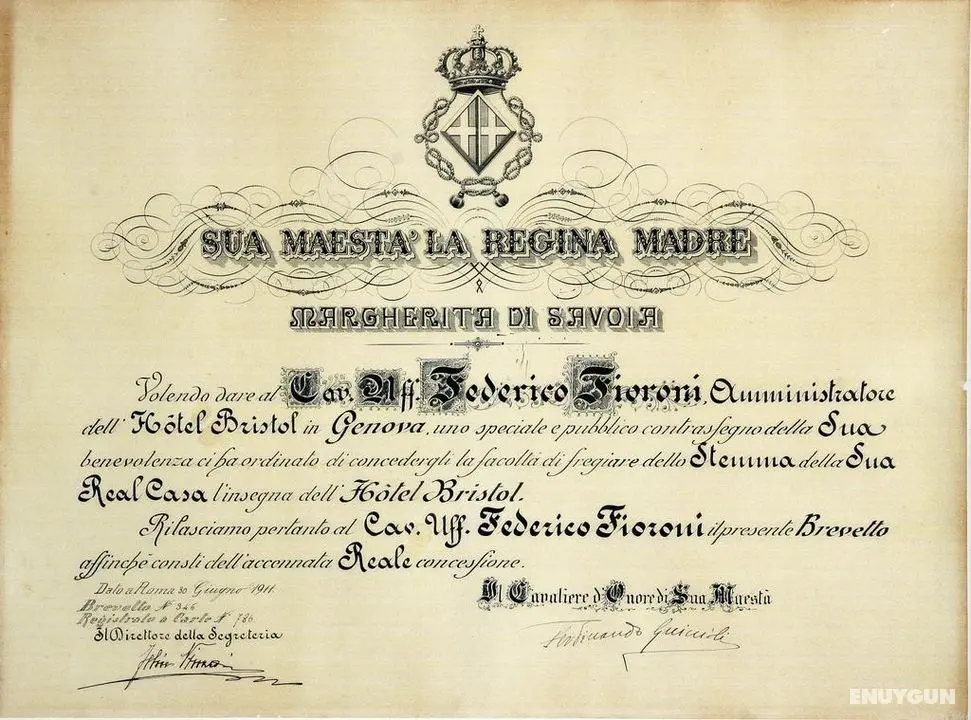 SUA MAESTA' LA REGINA MADRE
MARGHERITA DI SAVOIA
Volendo dare al Cav. Uff. Federico Fioroni, Amministratore
dell' Hôtel Bristol in Genova, uno speciale e pubblico contrassegno della Sua
benevolenza ci ha ordinato di concedergli la facoltà di fregiare dello Stemma della Sua
Real Casa l'insegna dell' Hôtel Bristol.
Rilasciamo pertanto al Cav. Uff. Federico Fioroni il presente Brevetto
affinchè consti dell'accennata Reale concessione.
Dato a Roma 30 Giugno 1911
Brevetto N° 346
Registrato a Carte N° 786
Il Direttore della Segreteria
Il Cavaliere d'Onore di Sua Maestà
Ferdinando
ENUYGUN